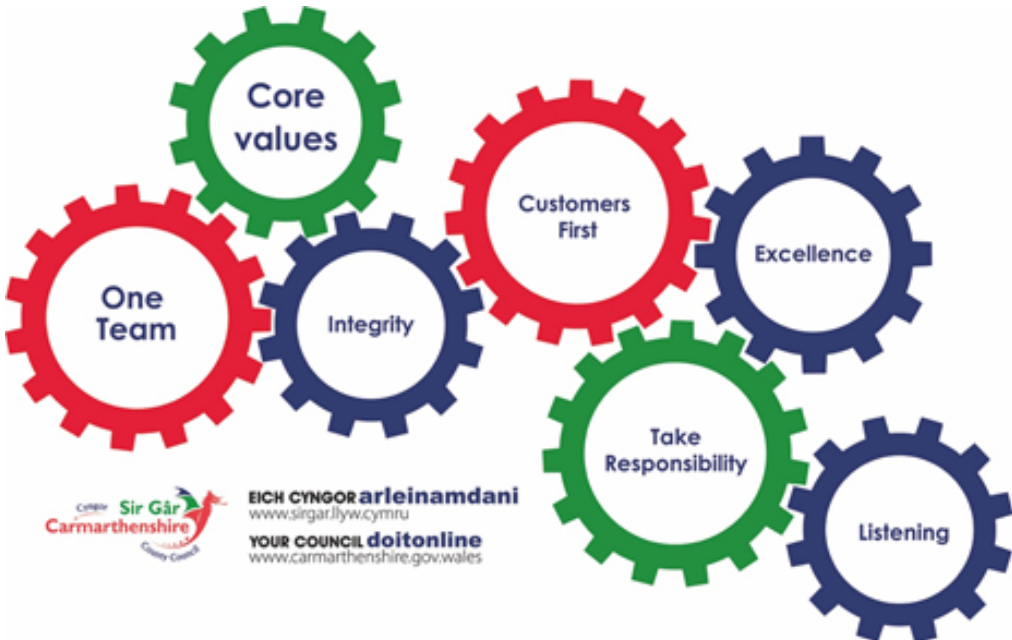 Core
values
One
Team
Integrity
Customers
First
Excellence
Take
Responsibility
Listening
Cyngor
Sir Gâr
Carmarthenshire
County Council
EICH CYNGOR arleinamdani
www.sirgar.llyw.cymru
YOUR COUNCIL doitonline
www.carmarthenshire.gov.wales